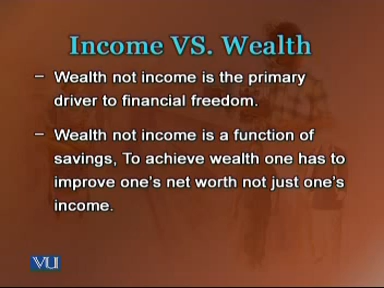 Income VS. Wealth
– Wealth not income is the primary
driver to financial freedom.
– Wealth not income is a function of
savings, To achieve wealth one has to
improve one's net worth not just one's
income.
VU